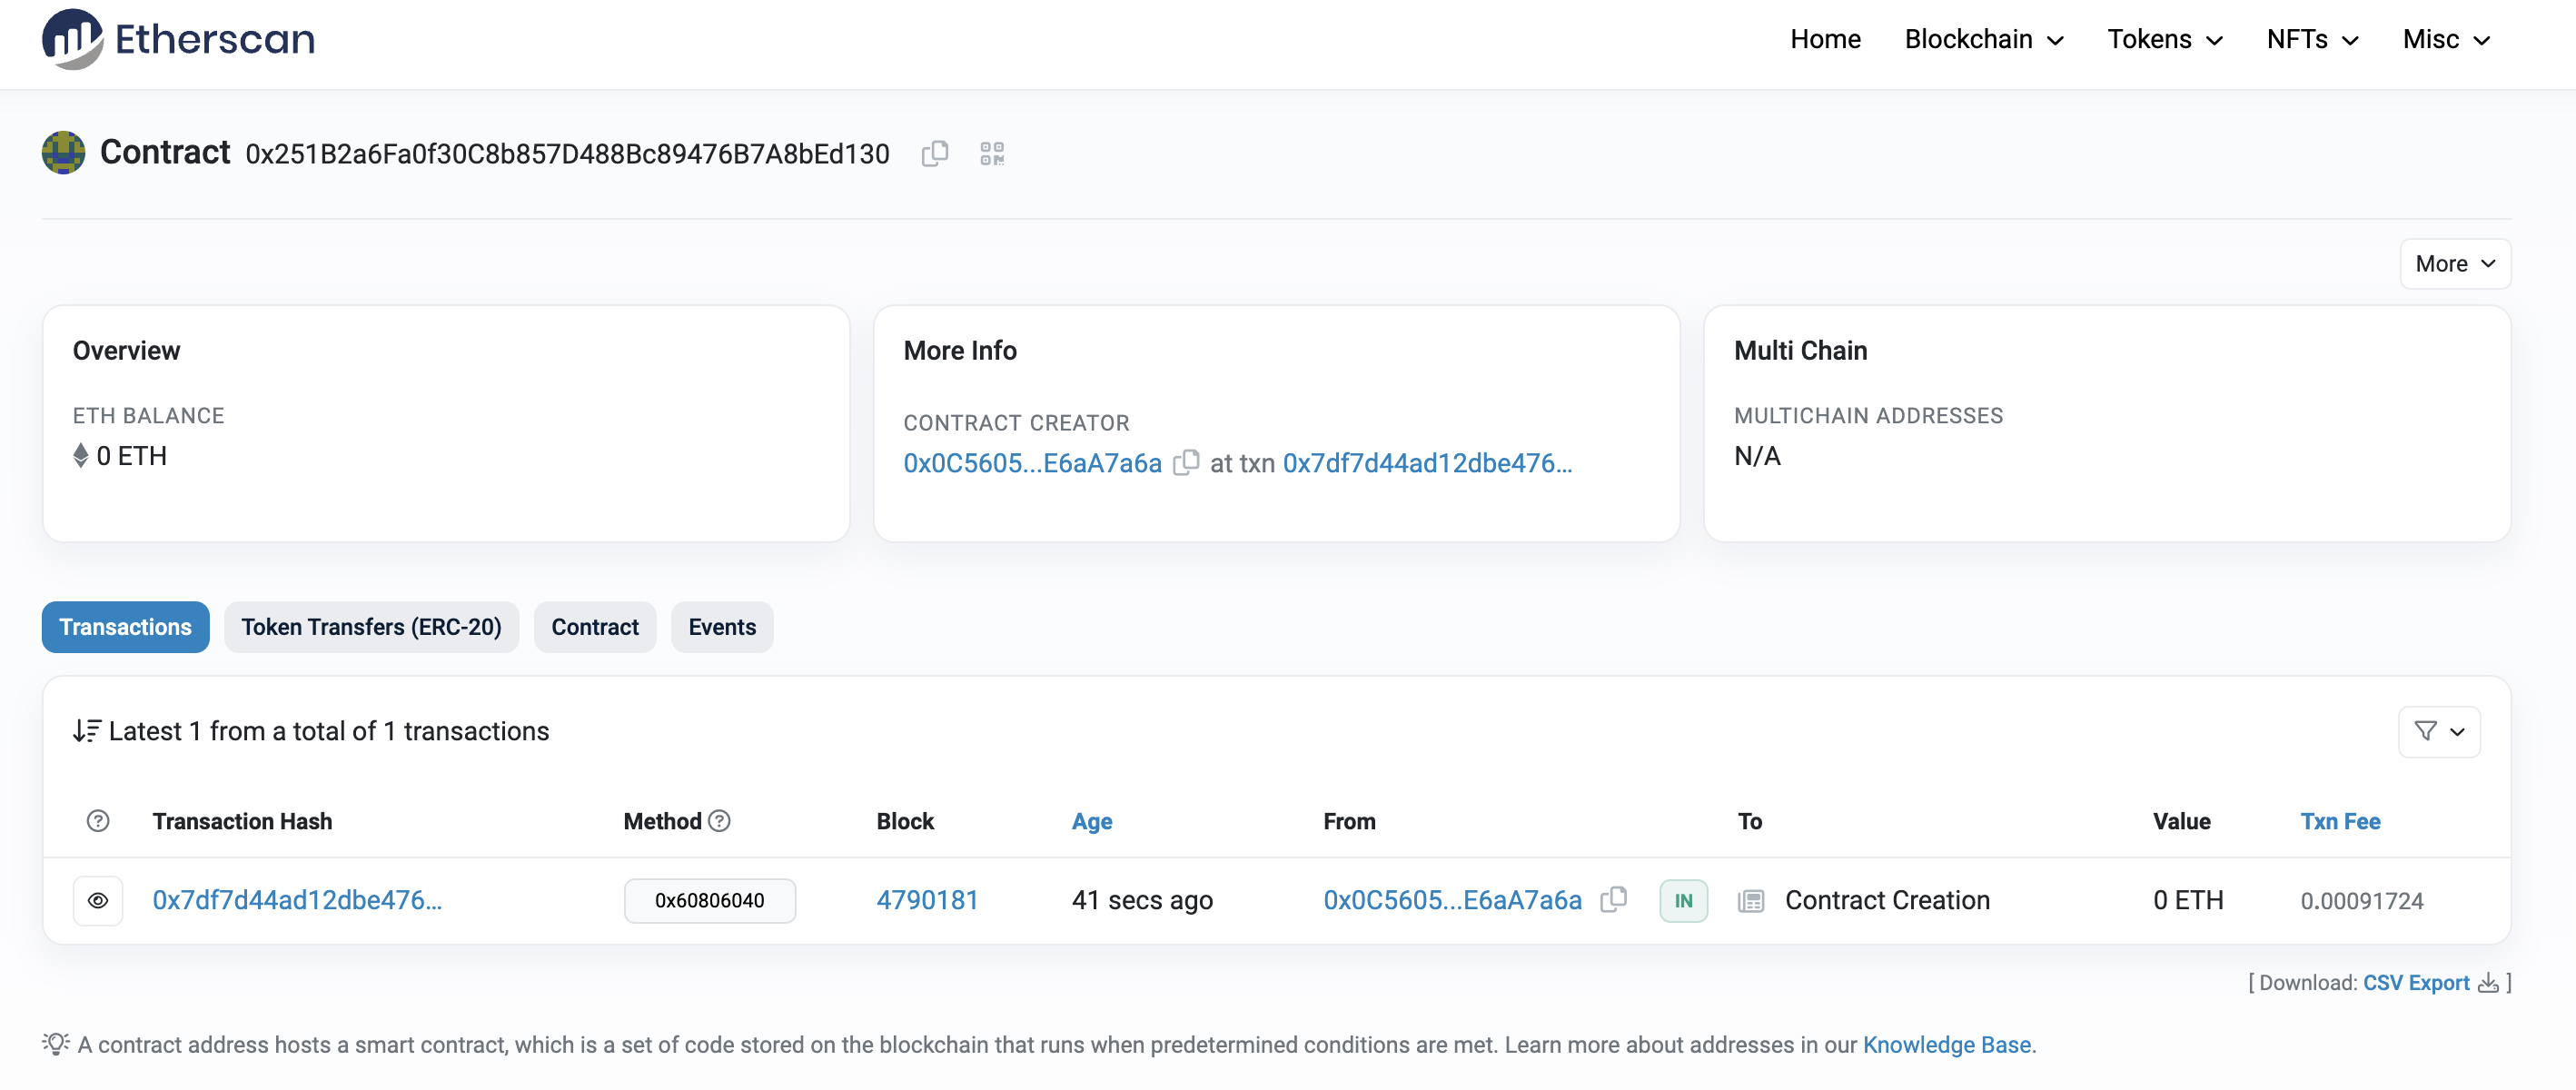 Etherscan
Home Blockchain Tokens NFTs Misc
Contract 0x251B2a6Fa0f30C8b857D488Bc89476B7A8bEd130
More
Overview
ETH BALANCE
0 ETH
More Info
CONTRACT CREATOR
0x0C5605...E6aA7a6a at txn 0x7df7d44ad12dbe476...
Multi Chain
MULTICHAIN ADDRESSES
N/A
Transactions Token Transfers (ERC-20) Contract Events
Latest 1 from a total of 1 transactions
Transaction Hash Method Block Age From To Value Txn Fee
0x7df7d44ad12dbe476... 0x60806040 4790181 41 secs ago 0x0C5605...E6aA7a6a IN Contract Creation 0 ETH 0.00091724
[ Download: CSV Export ]
A contract address hosts a smart contract, which is a set of code stored on the blockchain that runs when predetermined conditions are met. Learn more about addresses in our Knowledge Base.